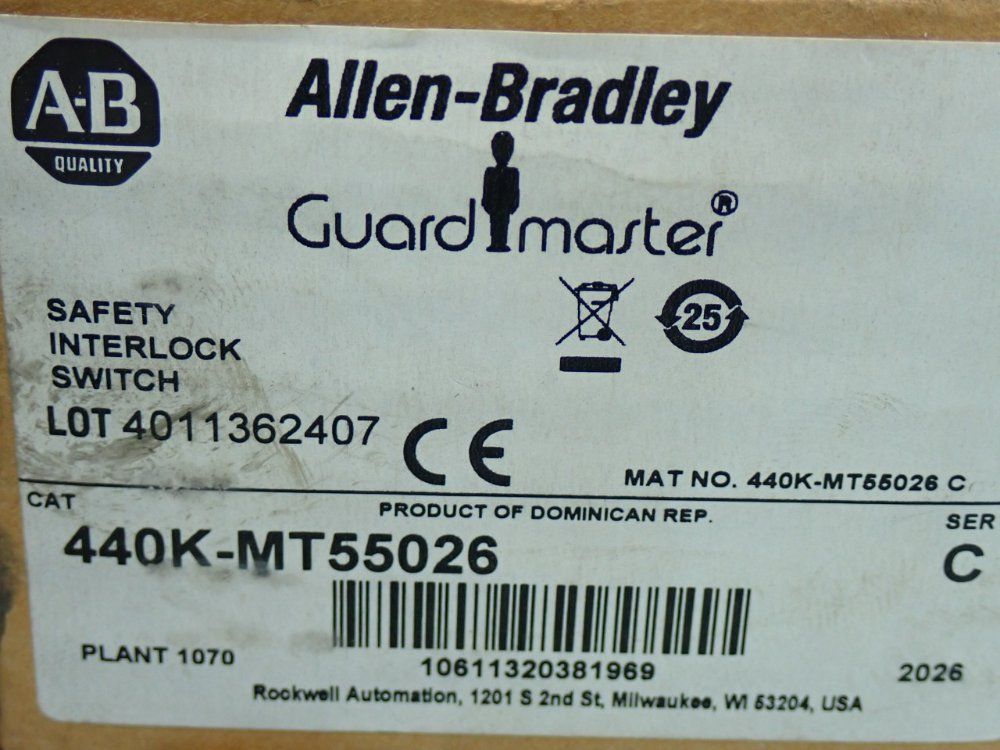 A-B
QUALITY
Allen-Bradley
Guardmaster®
25
SAFETY
INTERLOCK
SWITCH
LOT 4011362407
CE
MAT NO. 440K-MT55026 C
CAT
PRODUCT OF DOMINICAN REP.
SER
440K-MT55026
C
PLANT 1070
10611320381969
2026
Rockwell Automation, 1201 S 2nd St, Milwaukee, WI 53204, USA